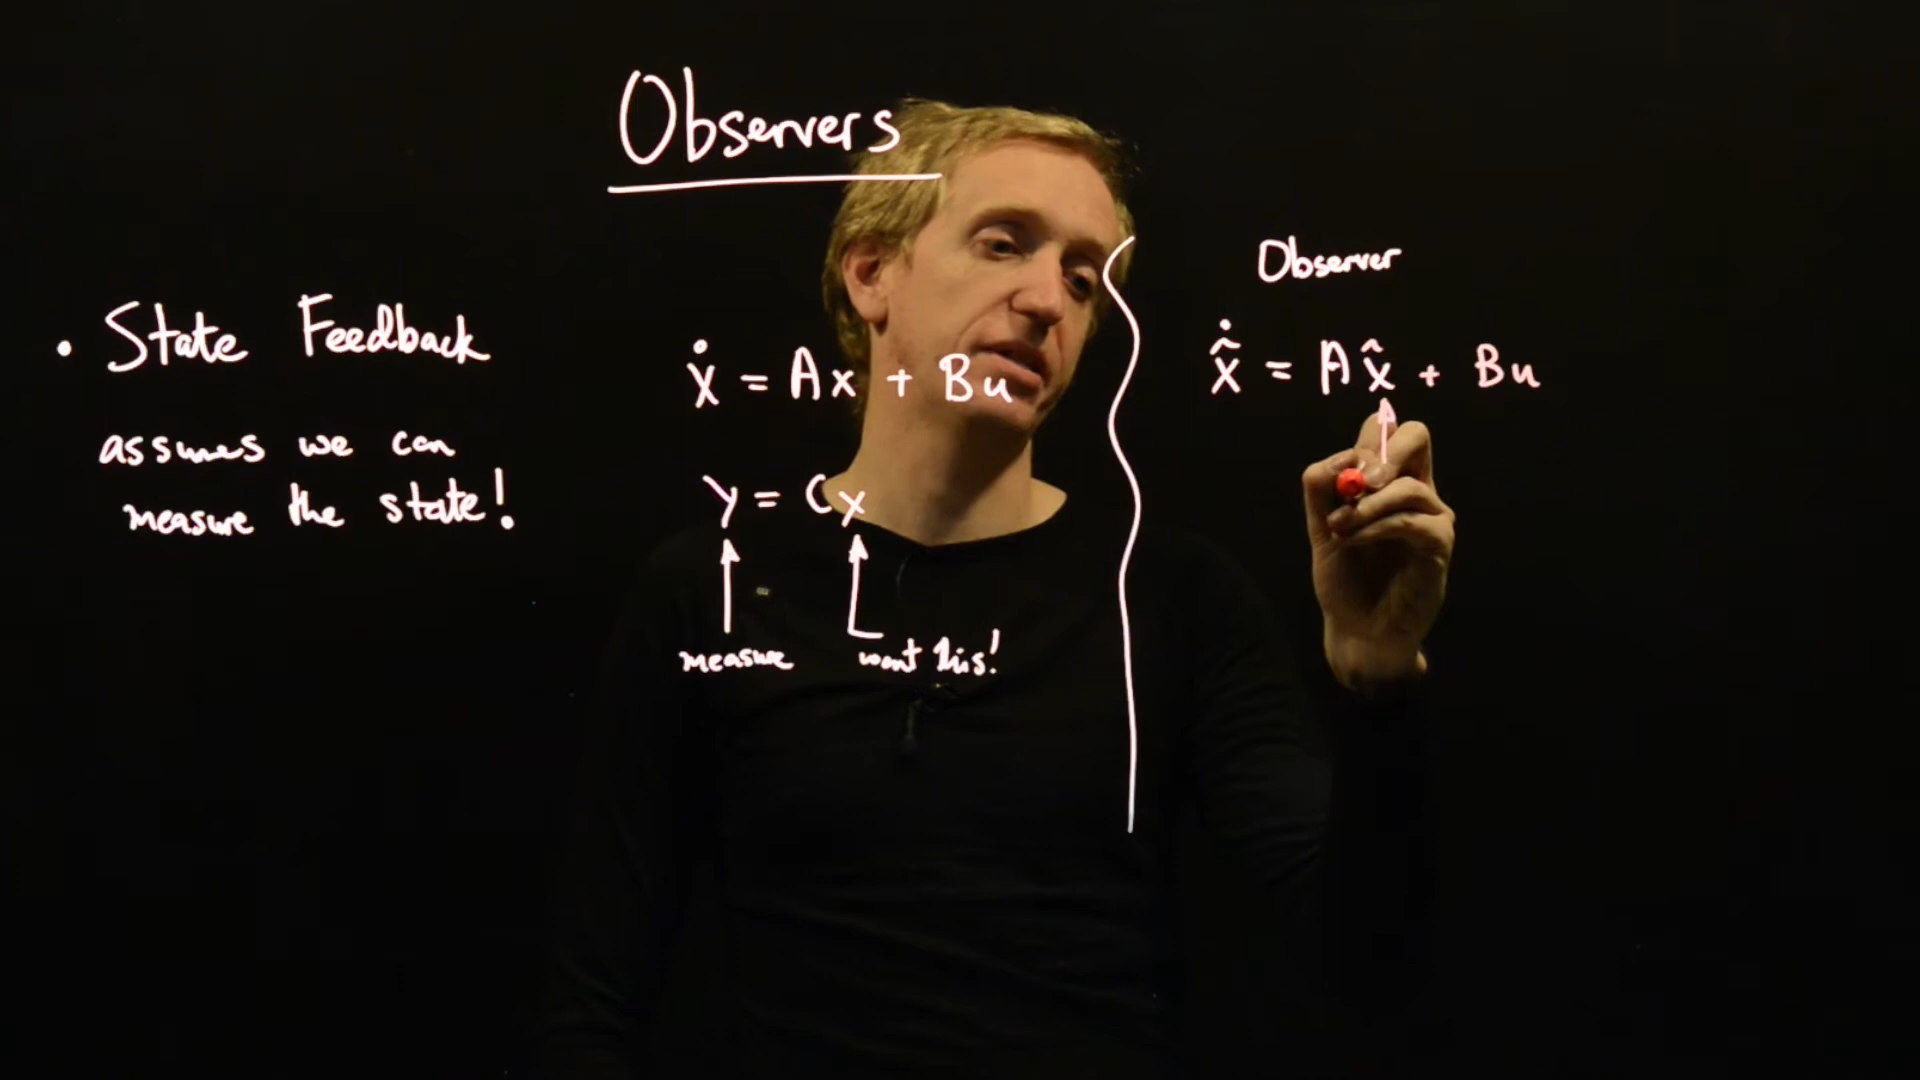 Observers
• State Feedback
assumes we can
measure the state!
ẋ = Ax + Bu
y = Cx
measure
want this!
Observer
x̂̇ = Ax̂ + Bu